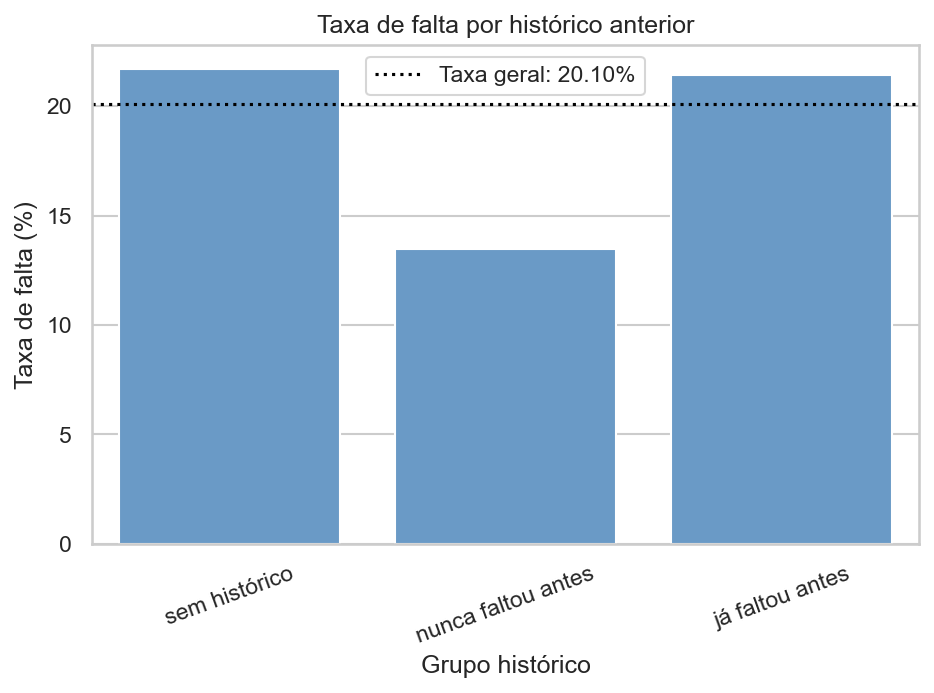 Taxa de falta por histórico anterior
Taxa geral: 20.10%
Taxa de falta (%)
20
15
10
5
0
sem histórico
nunca faltou antes
já faltou antes
Grupo histórico